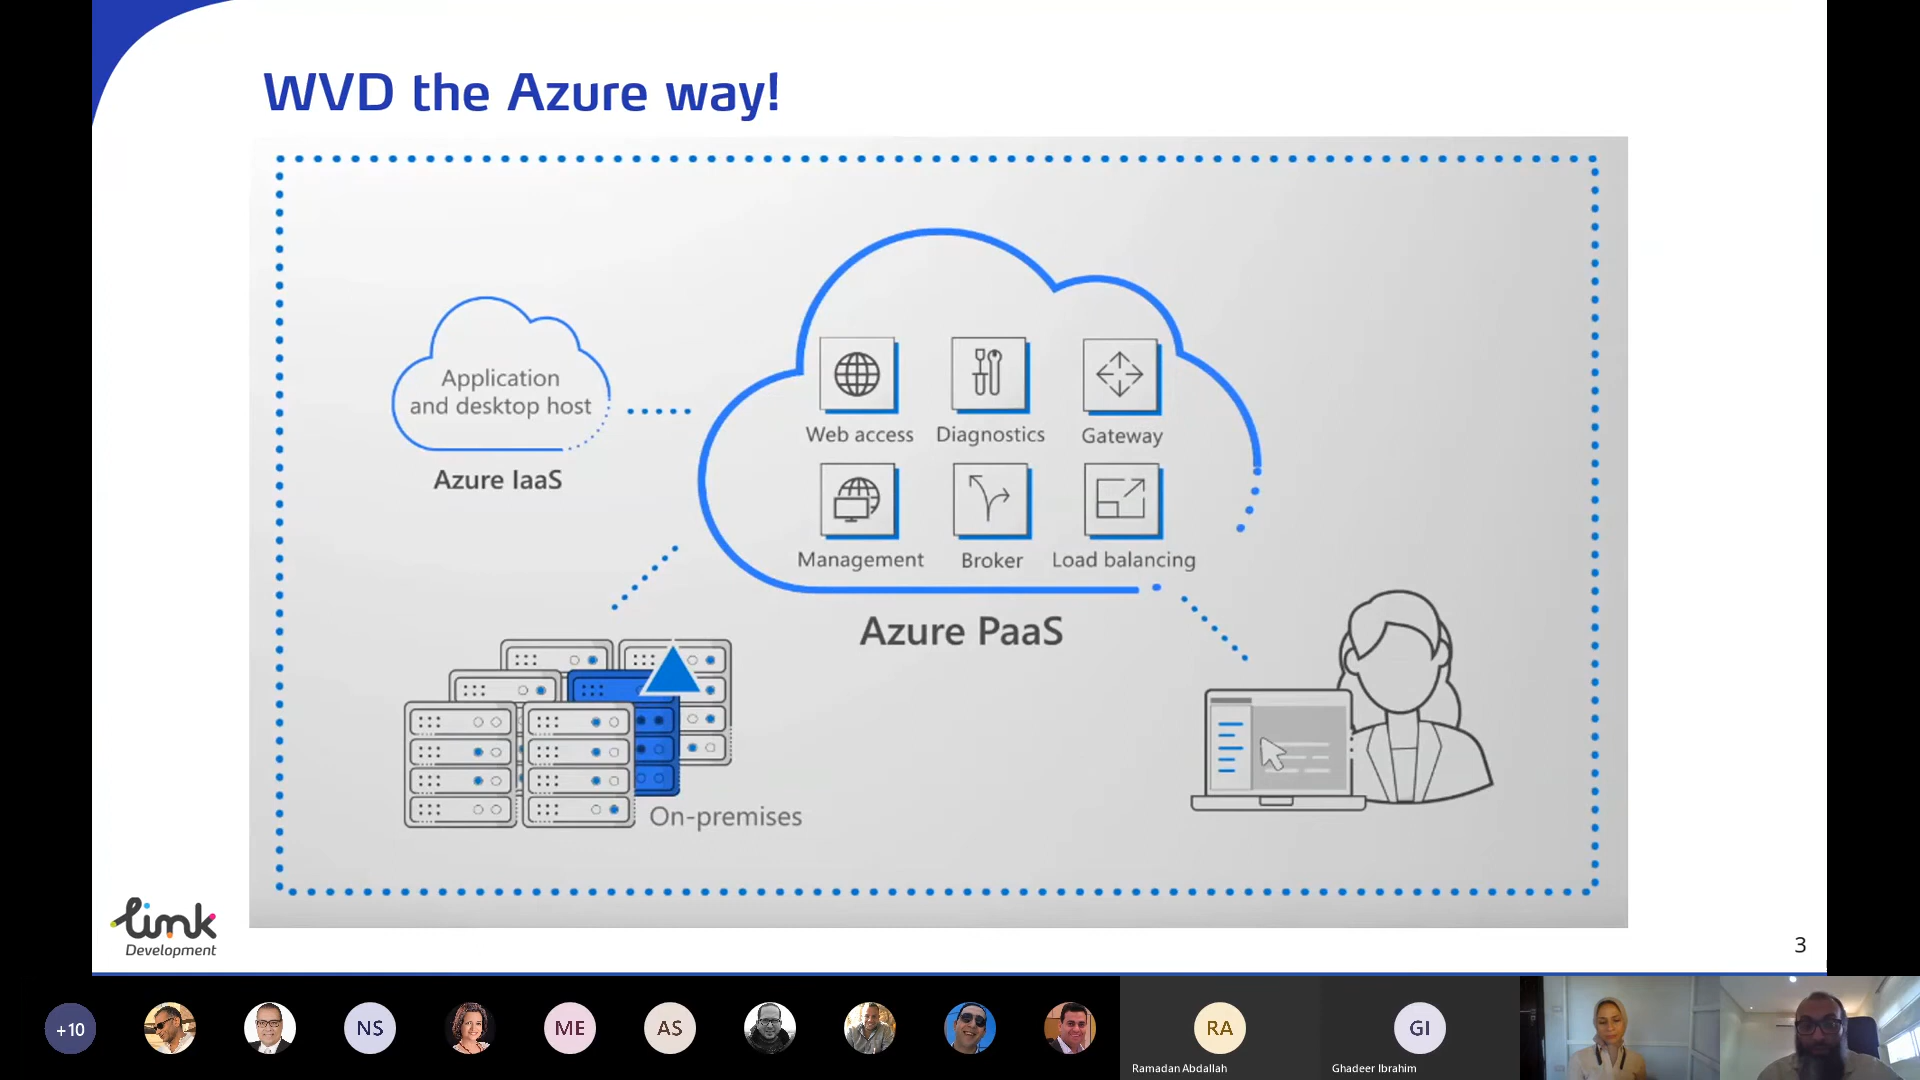 WVD the Azure way!
Application
and desktop host
Azure IaaS
Web access
Diagnostics
Gateway
Management
Broker
Load balancing
Azure PaaS
On-premises
link
Development
3
+10
NS
ME
AS
RA
Ramadan Abdallah
GI
Ghadeer Ibrahim